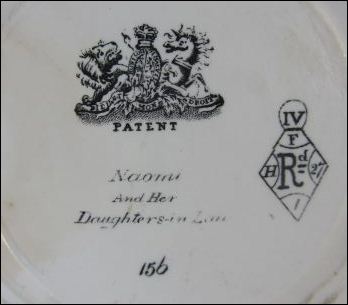 PATENT
Naomi
And Her
Daughters-in Law
156
IV
F
Rd
H 27
1